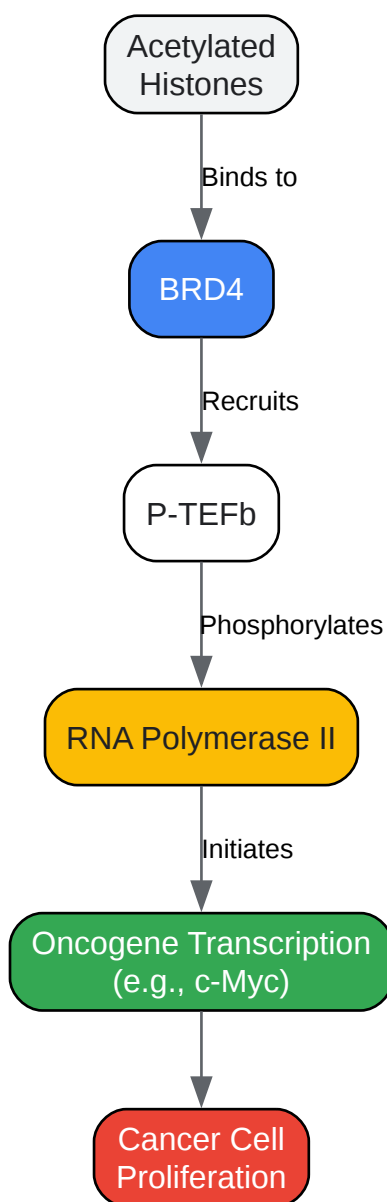 Acetylated
Histones
Binds to
BRD4
Recruits
P-TEFb
Phosphorylates
RNA Polymerase II
Initiates
Oncogene Transcription
(e.g., c-Myc)
Cancer Cell
Proliferation